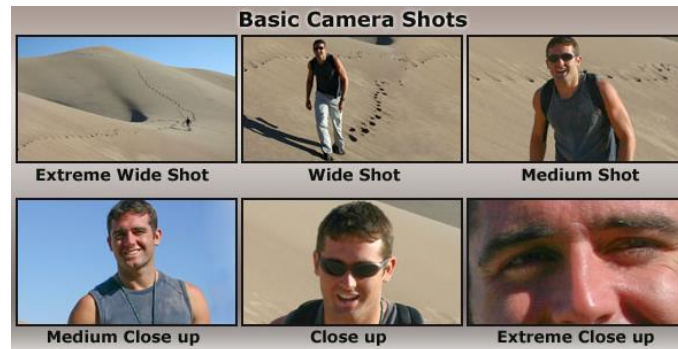 Basic Camera Shots
Extreme Wide Shot
Wide Shot
Medium Shot
Medium Close up
Close up
Extreme Close up